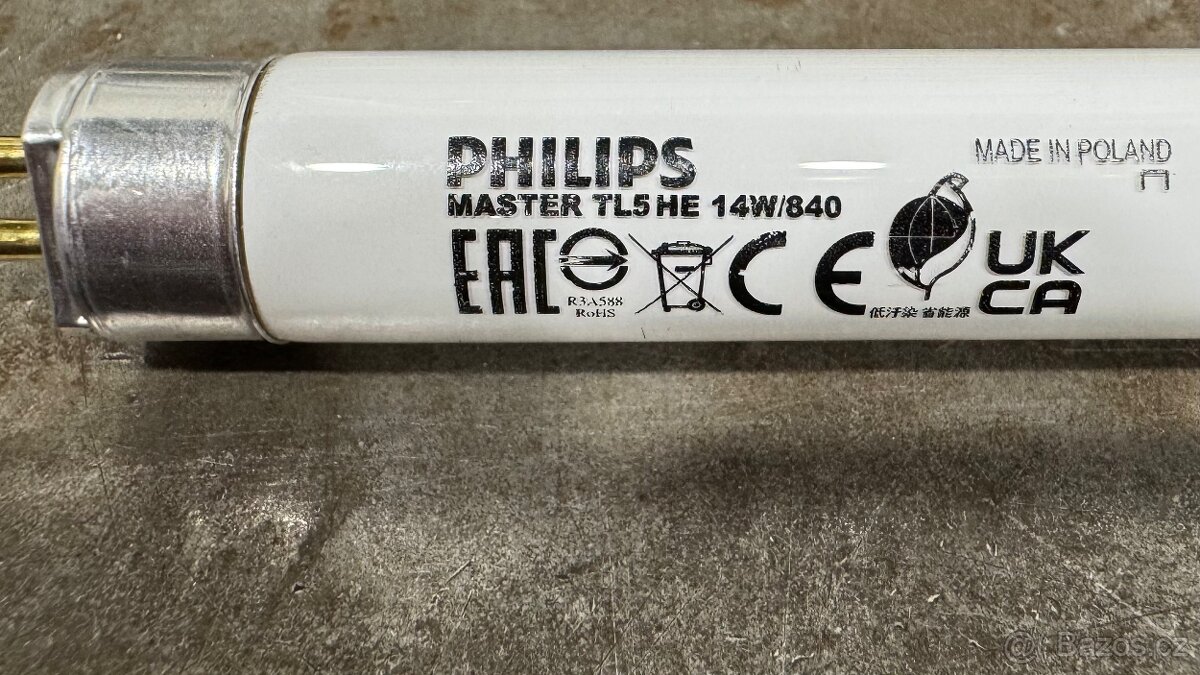 PHILIPS
MASTER TL5 HE 14W/840
EAC
R3A588
RoHS
CE
低汙染 省能源
UK
CA
MADE IN POLAND
@ Bazos.cz